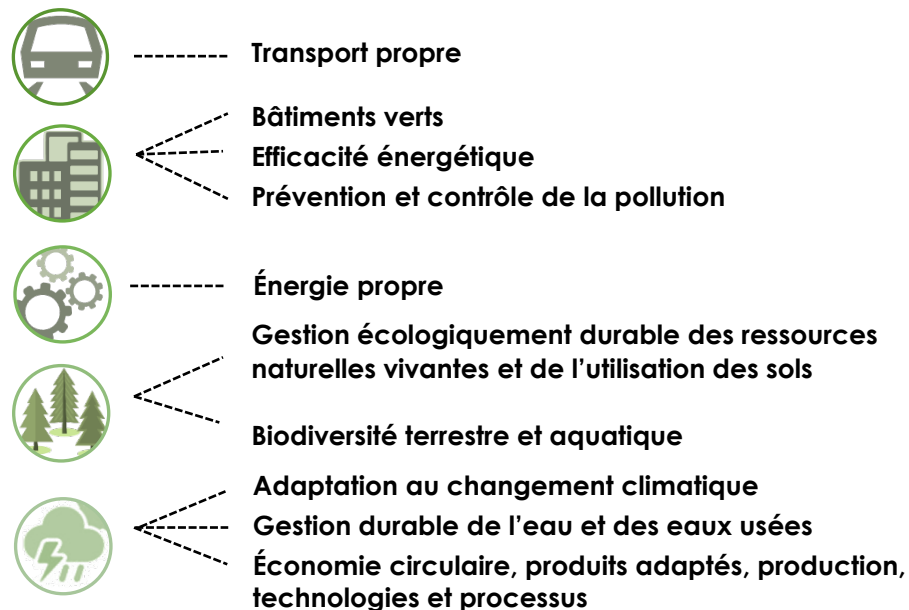 Transport propre
Bâtiments verts
Efficacité énergétique
Prévention et contrôle de la pollution
Énergie propre
Gestion écologiquement durable des ressources
naturelles vivantes et de l’utilisation des sols
Biodiversité terrestre et aquatique
Adaptation au changement climatique
Gestion durable de l’eau et des eaux usées
Économie circulaire, produits adaptés, production,
technologies et processus